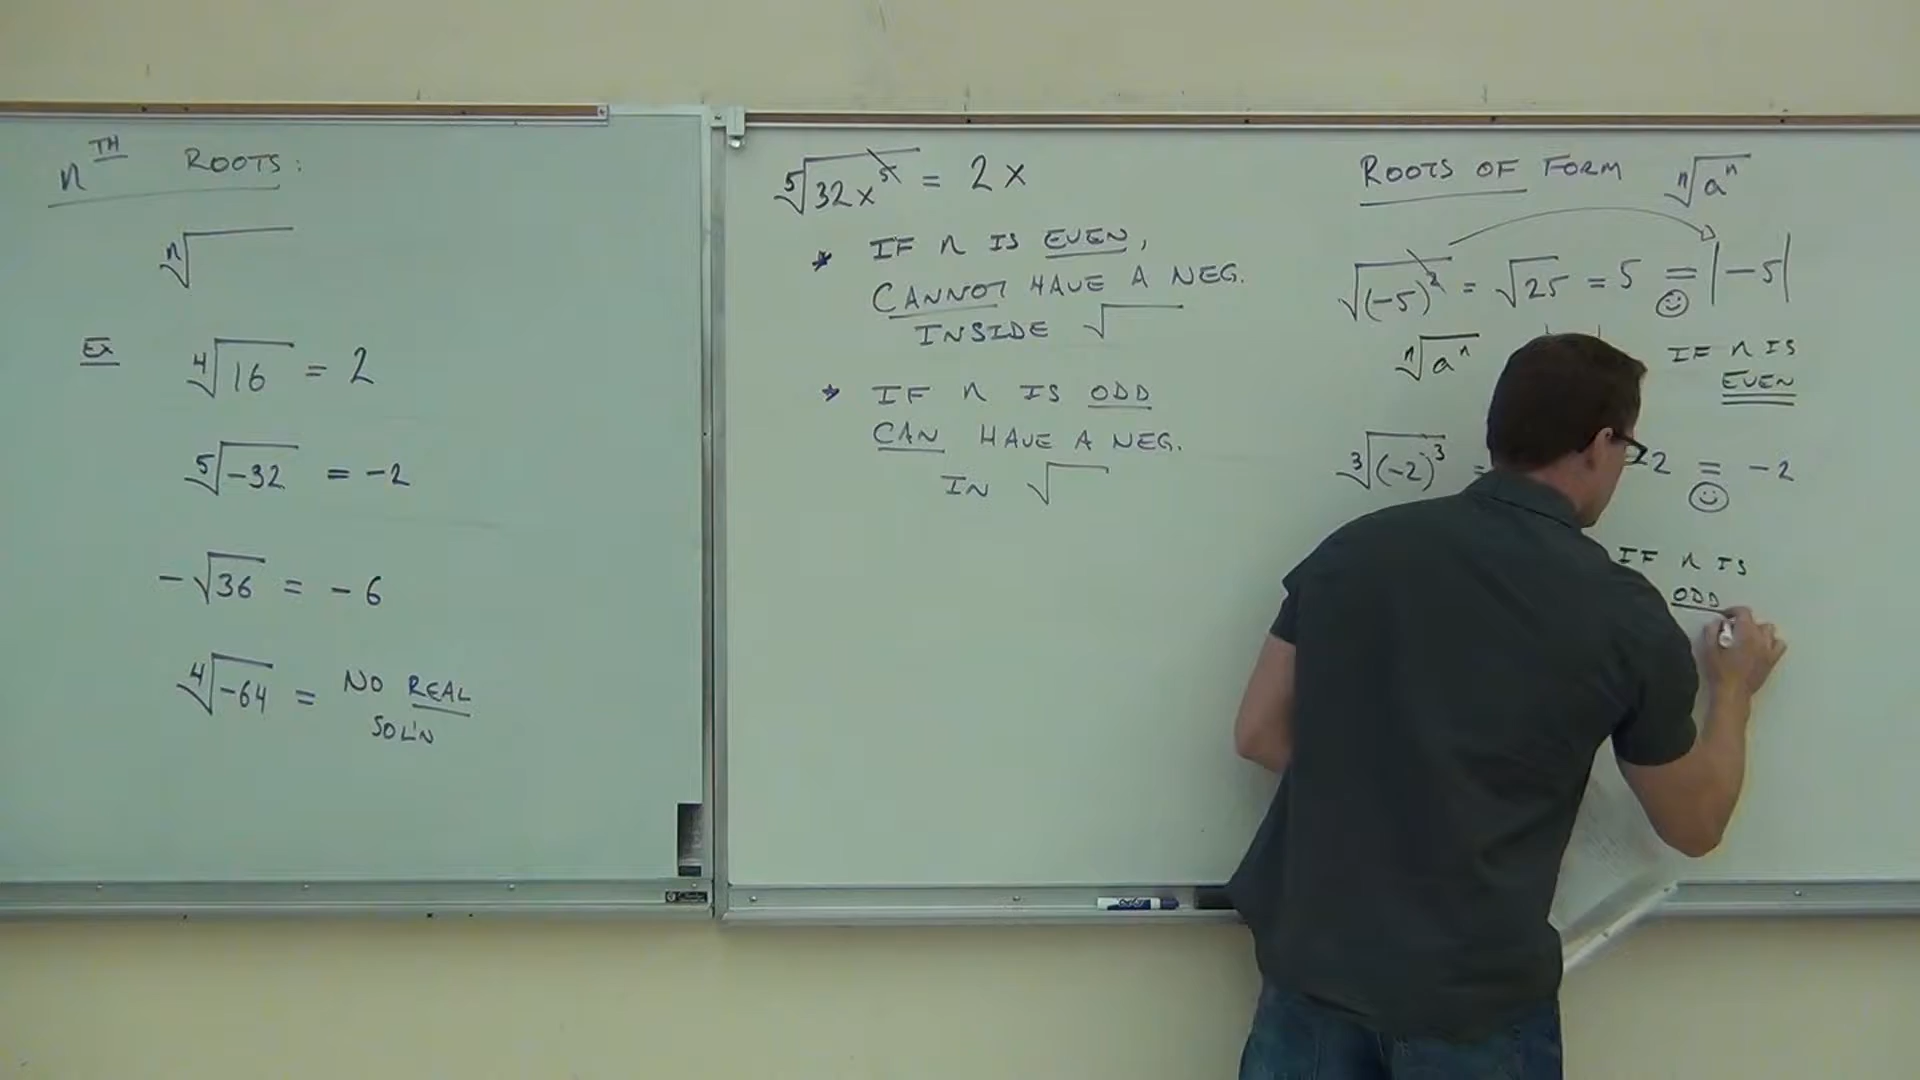 nTH ROOTS:
ⁿ√
Ex
⁴√16 = 2
⁵√-32 = -2
-√36 = -6
⁴√-64 = NO REAL
SOL'N
⁵√32x⁵ = 2x
* IF n IS EVEN,
CANNOT HAVE A NEG.
INSIDE √
* IF n IS ODD
CAN HAVE A NEG.
IN √
ROOTS OF FORM ⁿ√aⁿ
√(-5)² = √25 = 5 = |-5|
ⁿ√aⁿ IF n IS
EVEN
³√(-2)³ = -2 = -2
IF n IS
ODD